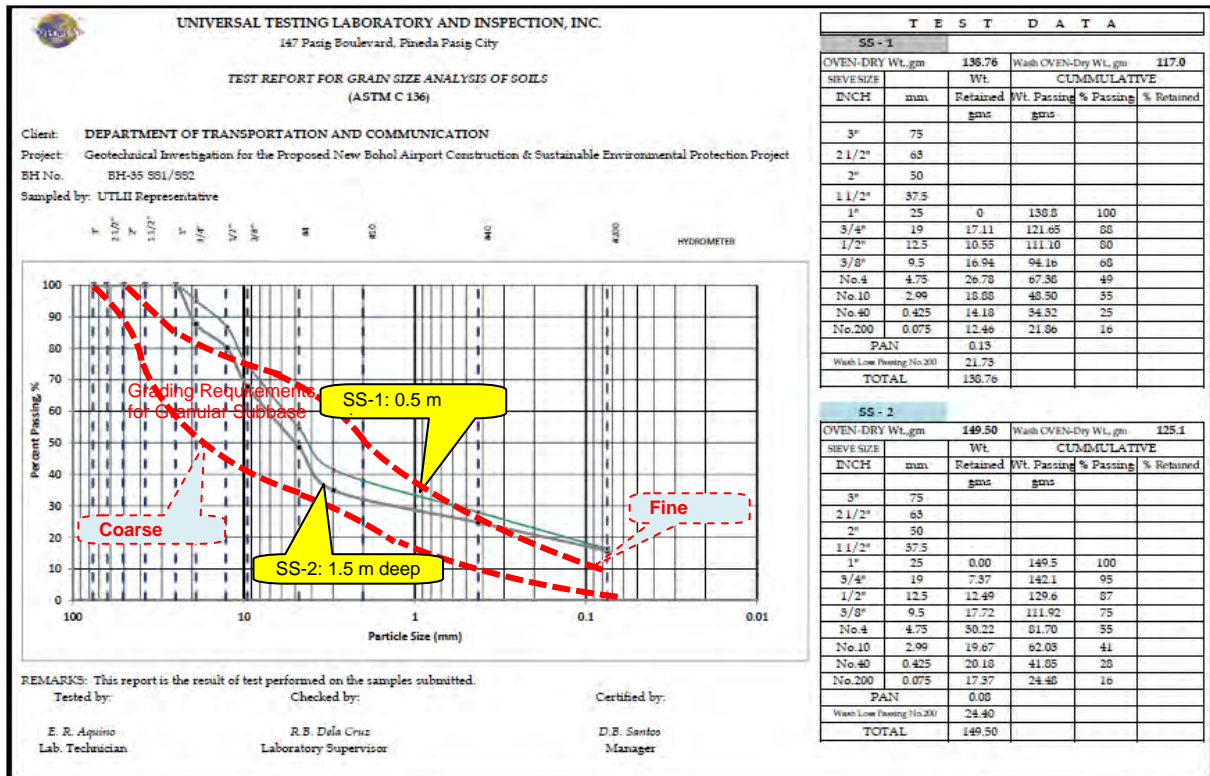 UNIVERSAL TESTING LABORATORY AND INSPECTION, INC.
147 Pasig Boulevard, Pineda Pasig City
TEST REPORT FOR GRAIN SIZE ANALYSIS OF SOILS
(ASTM C 136)
Client: DEPARTMENT OF TRANSPORTATION AND COMMUNICATION
Project: Geotechnical Investigation for the Proposed New Bohol Airport Construction & Sustainable Environmental Protection Project
BH No. BH-35 SS1/SS2
Sampled by: UTLII Representative
3" 2 1/2" 2" 1 1/2" 1" 3/4" 1/2" 3/8" #4 #10 #40 #200 HYDROMETER
Percent Passing, %
100
90
80
70
60
50
40
30
20
10
0
Grading Requirements
for Granular Subbase
SS-1: 0.5 m
Coarse
Fine
SS-2: 1.5 m deep
100 10 1 0.1 0.01
Particle Size (mm)
REMARKS: This report is the result of test performed on the samples submitted.
Tested by: Checked by: Certified by:
E. R. Aquino R.B. Dela Cruz D.B. Santos
Lab. Technician Laboratory Supervisor Manager
T E S T D A T A
SS - 1
OVEN-DRY Wt.,gm 138.76 Wash OVEN-Dry Wt., gm 117.0
SIEVE SIZE Wt. CUMMULATIVE
INCH mm Retained Wt. Passing % Passing % Retained
gms gms
3" 75
2 1/2" 63
2" 50
1 1/2" 37.5
1" 25 0 138.8 100
3/4" 19 17.11 121.65 88
1/2" 12.5 10.55 111.10 80
3/8" 9.5 16.94 94.16 68
No.4 4.75 26.78 67.38 49
No.10 2.99 18.88 48.50 35
No.40 0.425 14.18 34.32 25
No.200 0.075 12.46 21.86 16
PAN 0.13
Wash Loss Passing No.200 21.73
TOTAL 138.76
SS - 2
OVEN-DRY Wt.,gm 149.50 Wash OVEN-Dry Wt., gm 125.1
SIEVE SIZE Wt. CUMMULATIVE
INCH mm Retained Wt. Passing % Passing % Retained
gms gms
3" 75
2 1/2" 63
2" 50
1 1/2" 37.5
1" 25 0.00 149.5 100
3/4" 19 7.37 142.1 95
1/2" 12.5 12.49 129.6 87
3/8" 9.5 17.72 111.92 75
No.4 4.75 30.22 81.70 55
No.10 2.99 19.67 62.03 41
No.40 0.425 20.18 41.85 28
No.200 0.075 17.37 24.48 16
PAN 0.08
Wash Loss Passing No.200 24.40
TOTAL 149.50